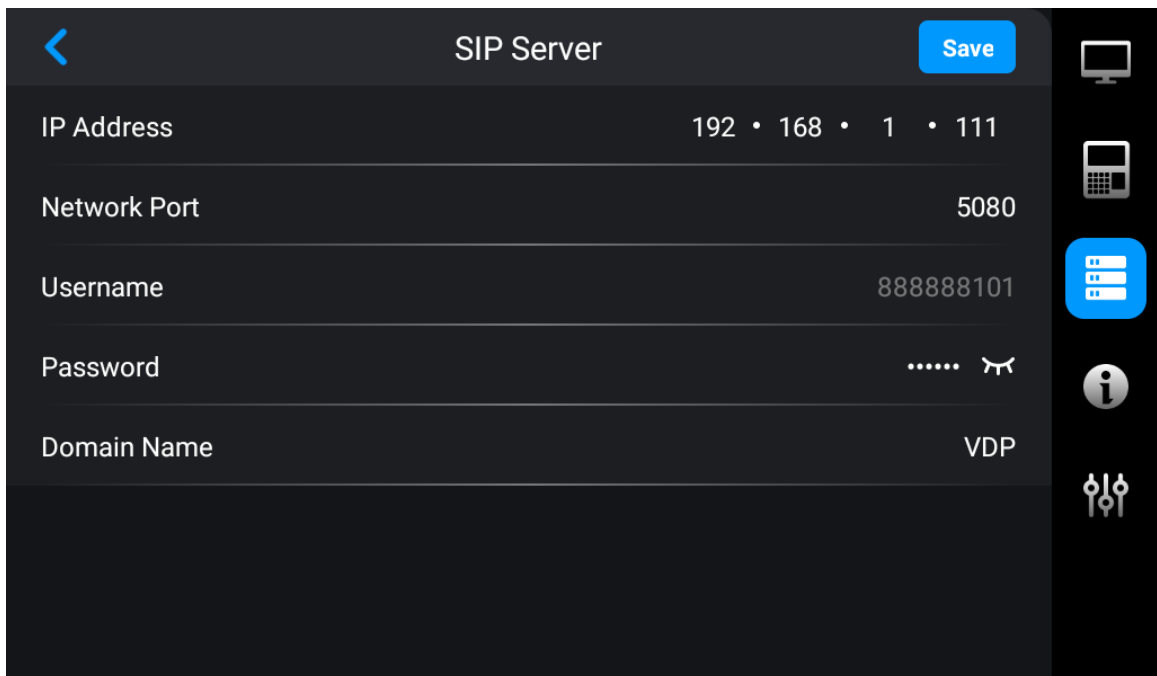 SIP Server Save
IP Address 192 • 168 • 1 • 111
Network Port 5080
Username 888888101
Password ••••••
Domain Name VDP